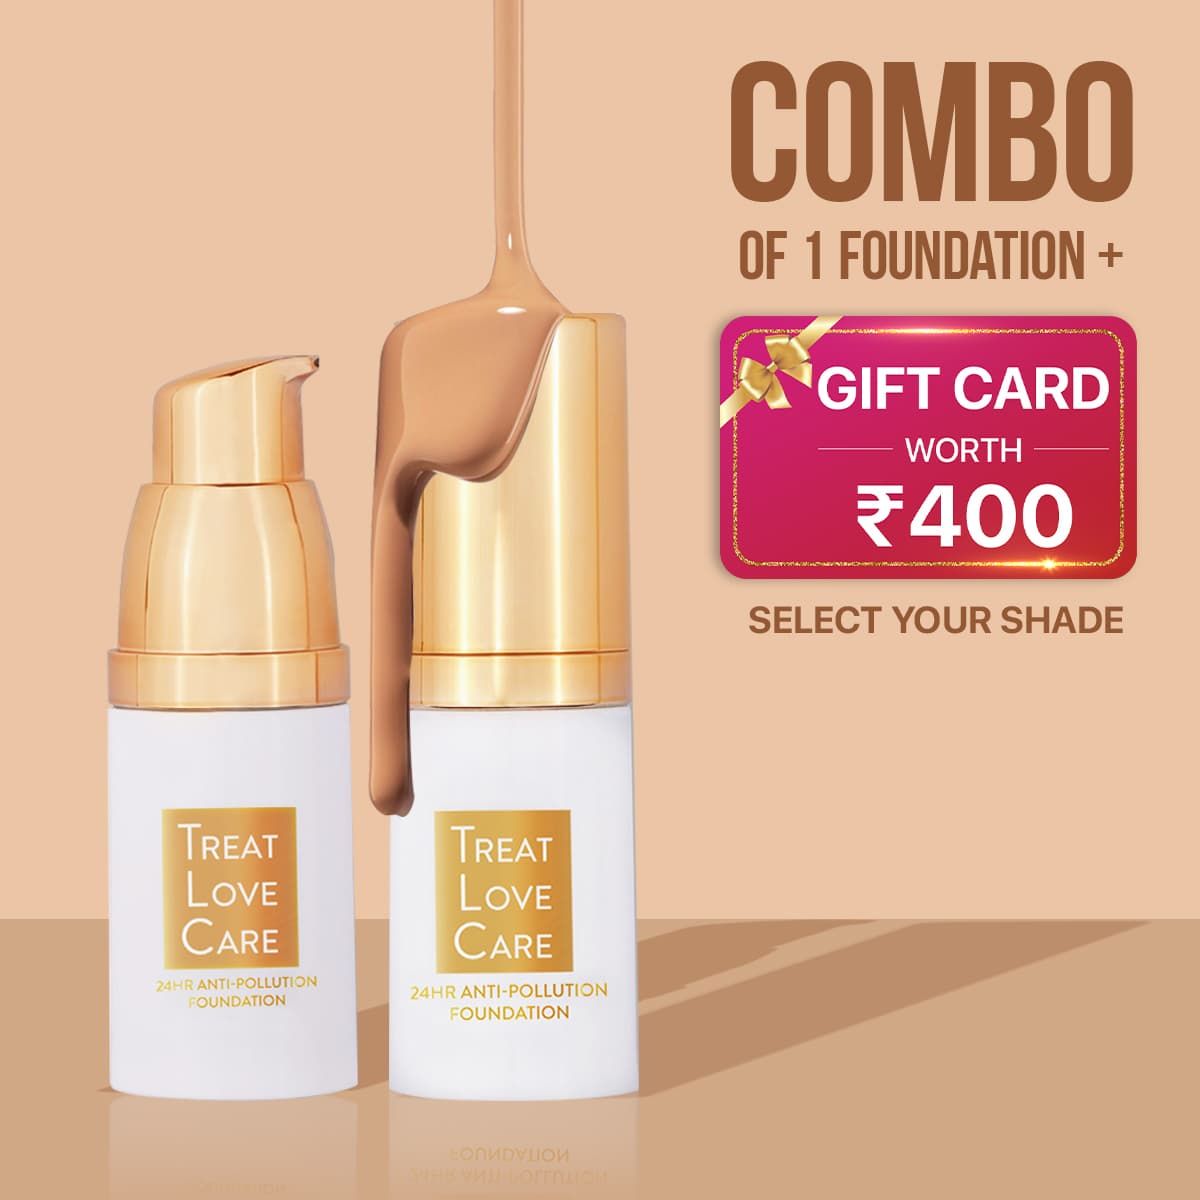 COMBO
OF 1 FOUNDATION +
GIFT CARD
WORTH
₹400
SELECT YOUR SHADE
TREAT
LOVE
CARE
24HR ANTI-POLLUTION
FOUNDATION
TREAT
LOVE
CARE
24HR ANTI-POLLUTION
FOUNDATION